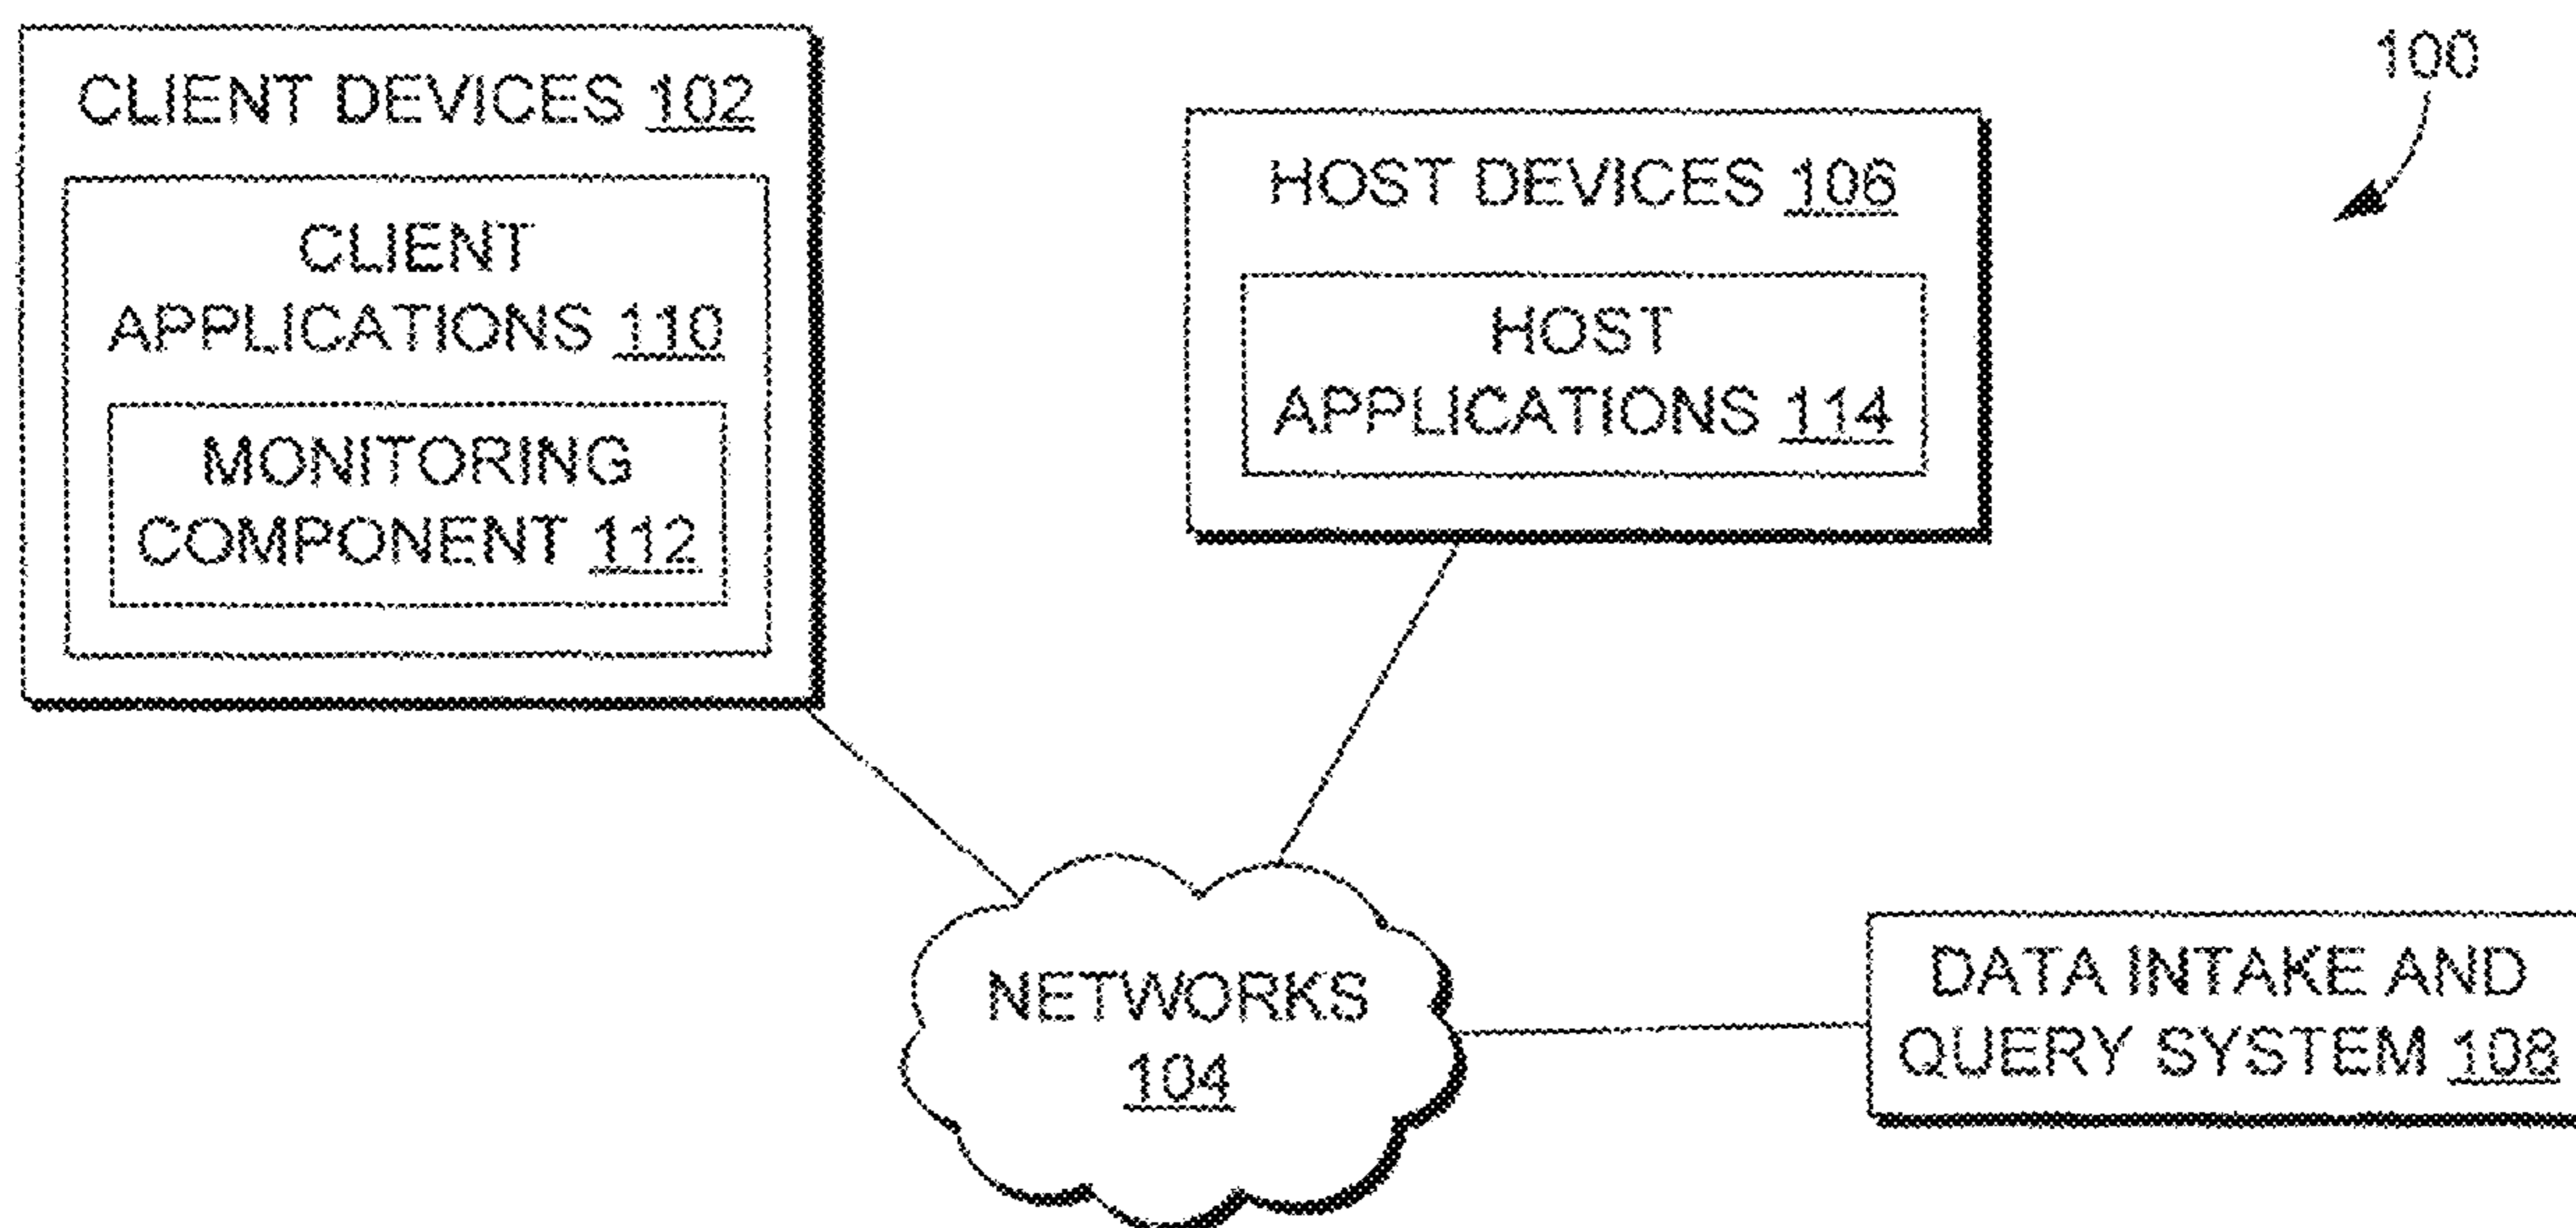 100
CLIENT DEVICES 102
CLIENT
APPLICATIONS 110
MONITORING
COMPONENT 112
HOST DEVICES 106
HOST
APPLICATIONS 114
NETWORKS
104
DATA INTAKE AND
QUERY SYSTEM 108